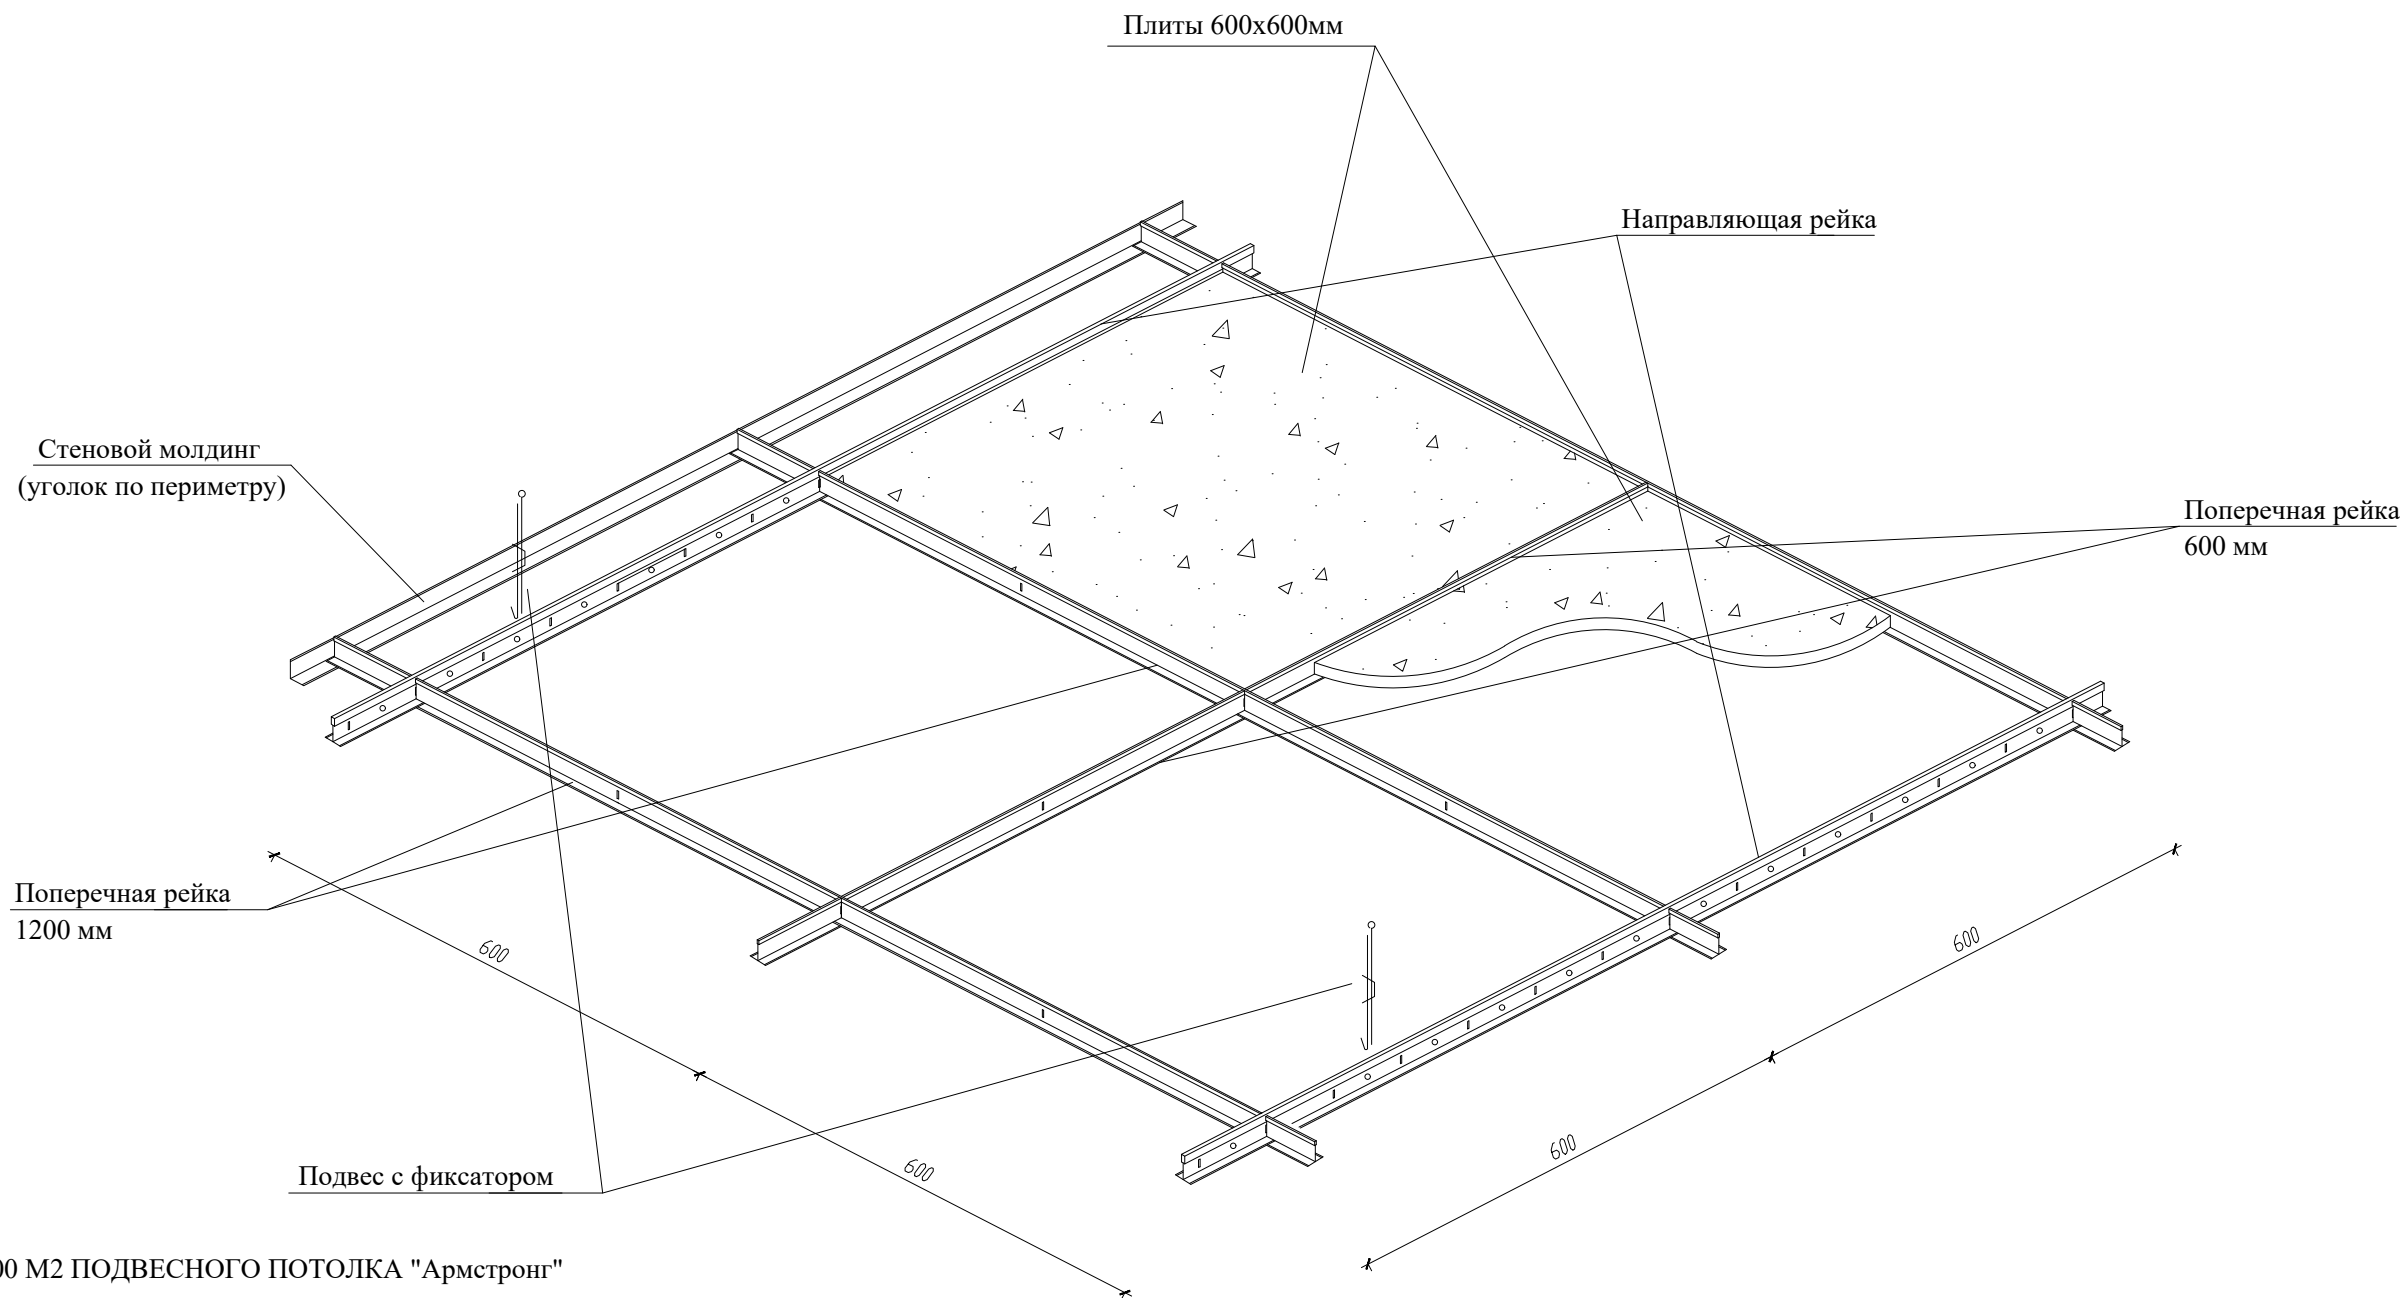 Плиты 600х600мм
Направляющая рейка
Стеновой молдинг
(уголок по периметру)
Поперечная рейка
600 мм
Поперечная рейка
1200 мм
600
600
600
600
Подвес с фиксатором
00 М2 ПОДВЕСНОГО ПОТОЛКА "Армстронг"